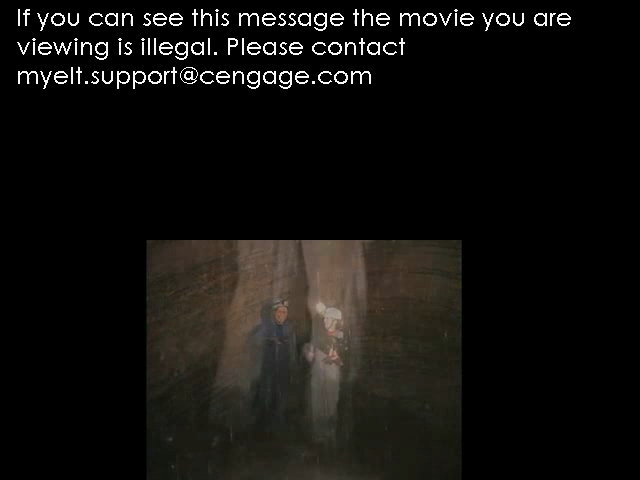 If you can see this message the movie you are
viewing is illegal. Please contact
myelt.support@cengage.com